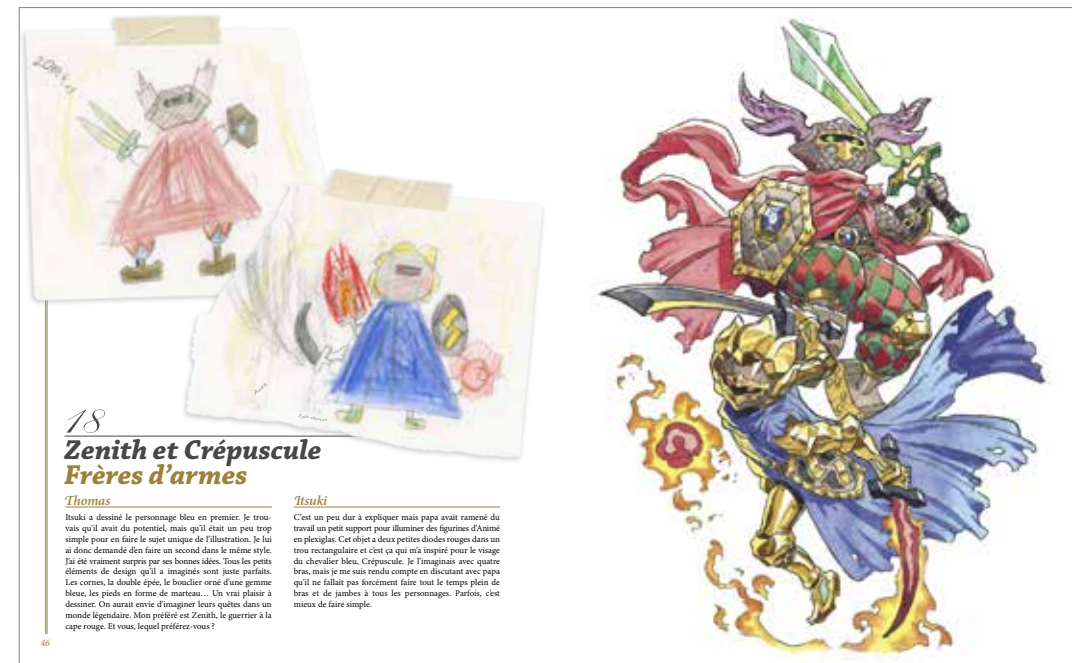 18
Zenith et Crépuscule
Frères d'armes
Thomas
Itsuki a dessiné le personnage bleu en premier. Je trou-
vais qu'il avait du potentiel, mais qu'il était un peu trop
simple pour en faire le sujet unique de l'illustration. Je lui
ai donc demandé d'en faire un second dans le même style.
J'ai été vraiment surpris par ses bonnes idées. Tous les petits
éléments de design qu'il a imaginés sont juste parfaits.
Les cornes, la double épée, le bouclier orné d'une gemme
bleue, les pieds en forme de marteau… Un vrai plaisir à
dessiner. On aurait envie d'imaginer leurs quêtes dans un
monde légendaire. Mon préféré est Zenith, le guerrier à la
cape rouge. Et vous, lequel préférez-vous ?
Itsuki
C'est un peu dur à expliquer mais papa avait ramené du
travail un petit support pour illuminer des figurines d'Animé
en plexiglas. Cet objet a deux petites diodes rouges dans un
trou rectangulaire et c'est ça qui m'a inspiré pour le visage
du chevalier bleu, Crépuscule. Je l'imaginais avec quatre
bras, mais je me suis rendu compte en discutant avec papa
qu'il ne fallait pas forcément faire tout le temps plein de
bras et de jambes à tous les personnages. Parfois, c'est
mieux de faire simple.
46